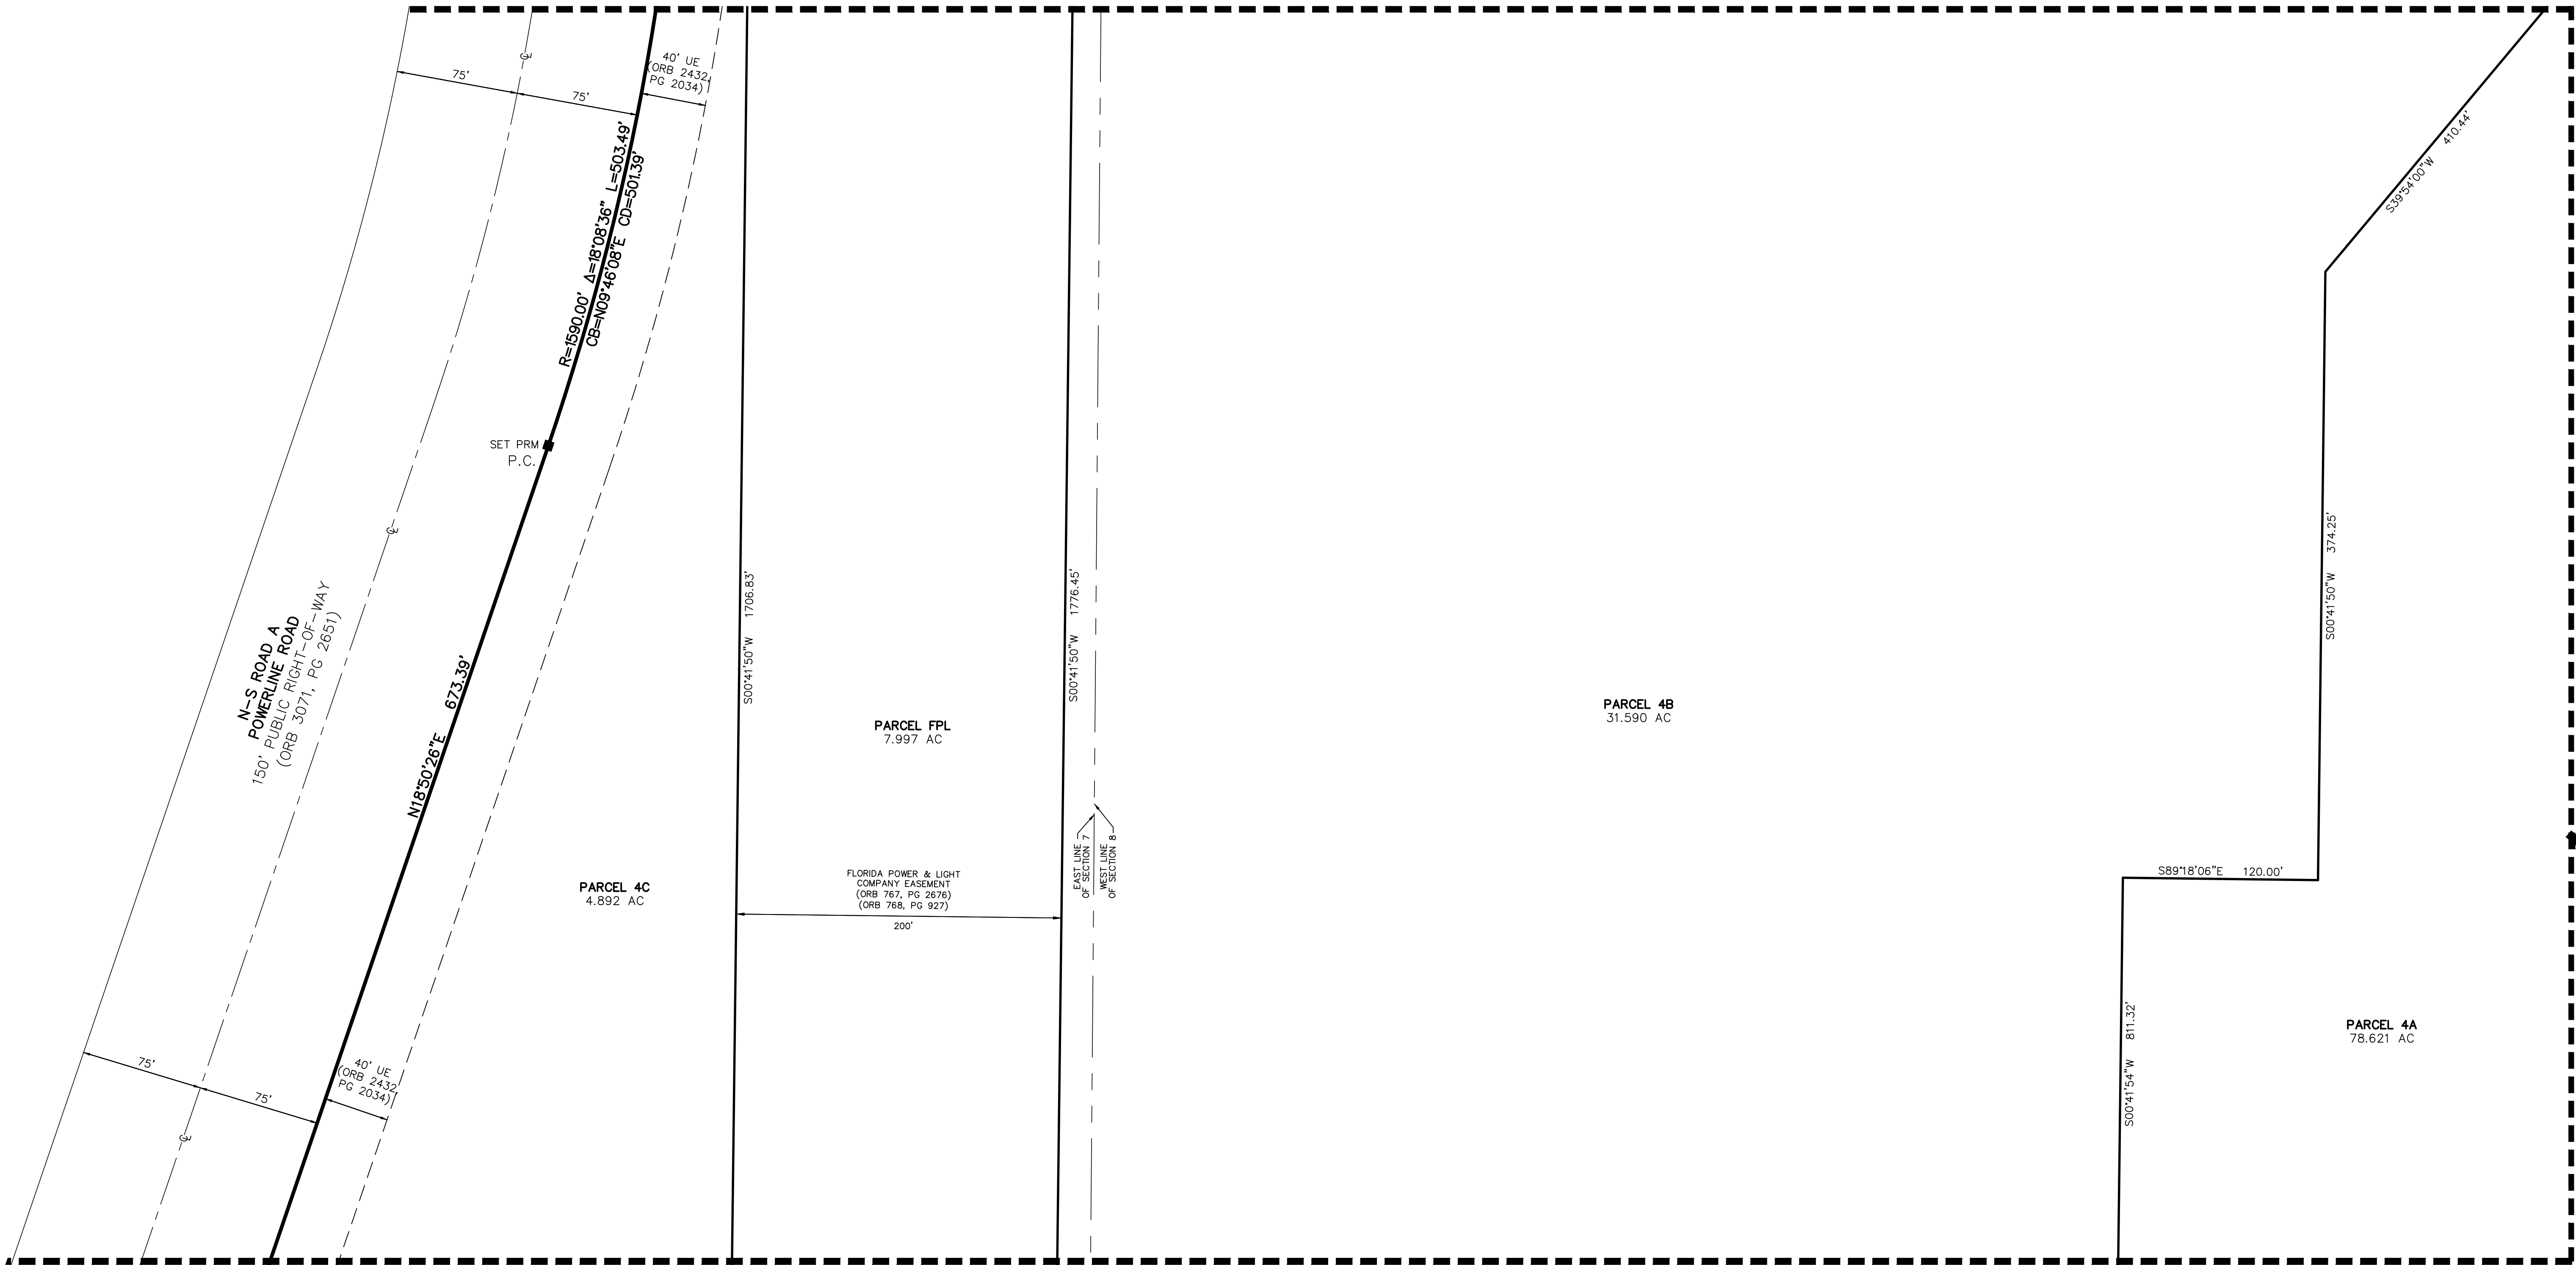 75'
75'
℄
40' UE
(ORB 2432,
PG 2034)
R=1590.00' Δ=18°08'36" L=503.49'
CB=N09°46'08"E CD=501.39'
SET PRM
P.C.
℄
N-S ROAD A
POWERLINE ROAD
150' PUBLIC RIGHT-OF-WAY
(ORB 3071, PG 2651)
N18°50'26"E 673.39'
75'
75'
℄
40' UE
(ORB 2432,
PG 2034)
PARCEL 4C
4.892 AC
S00°41'50"W 1706.83'
PARCEL FPL
7.997 AC
FLORIDA POWER & LIGHT
COMPANY EASEMENT
(ORB 767, PG 2676)
(ORB 768, PG 927)
200'
S00°41'50"W 1776.45'
EAST LINE
OF SECTION 7
WEST LINE
OF SECTION 8
PARCEL 4B
31.590 AC
S39°54'00"W 410.44'
S00°41'50"W 374.25'
S89°18'06"E 120.00'
S00°41'54"W 811.32'
PARCEL 4A
78.621 AC